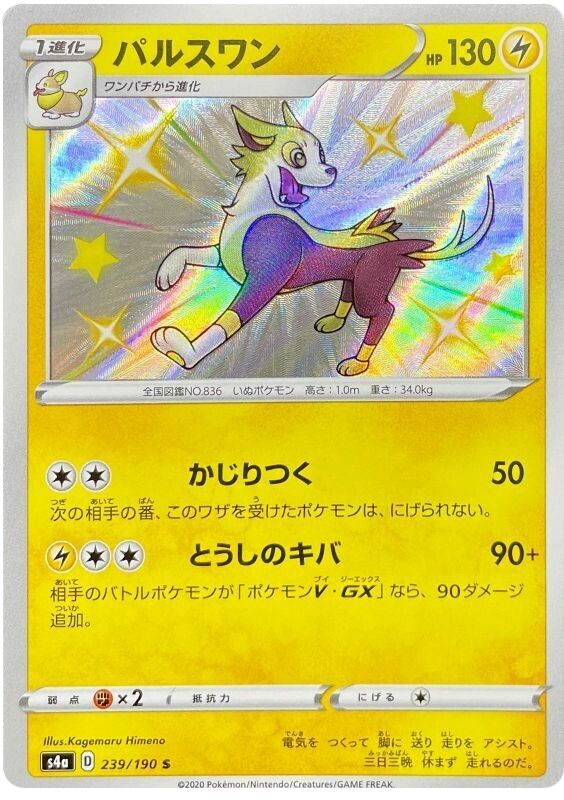 1進化
パルスワン
HP 130
ワンパチから進化
全国図鑑NO.836 いぬポケモン 高さ:1.0m 重さ:34.0kg
かじりつく 50
次の相手の番、このワザを受けたポケモンは、にげられない。
とうしのキバ 90+
相手のバトルポケモンが「ポケモンV・GX」なら、90ダメージ
追加。
弱点 ×2 抵抗力 にげる
Illus.Kagemaru Himeno
電気を つくって 脚に 送り 走りを アシスト。
三日三晩 休まず 走れるのだ。
s4a D 239/190 S
©2020 Pokémon/Nintendo/Creatures/GAME FREAK.